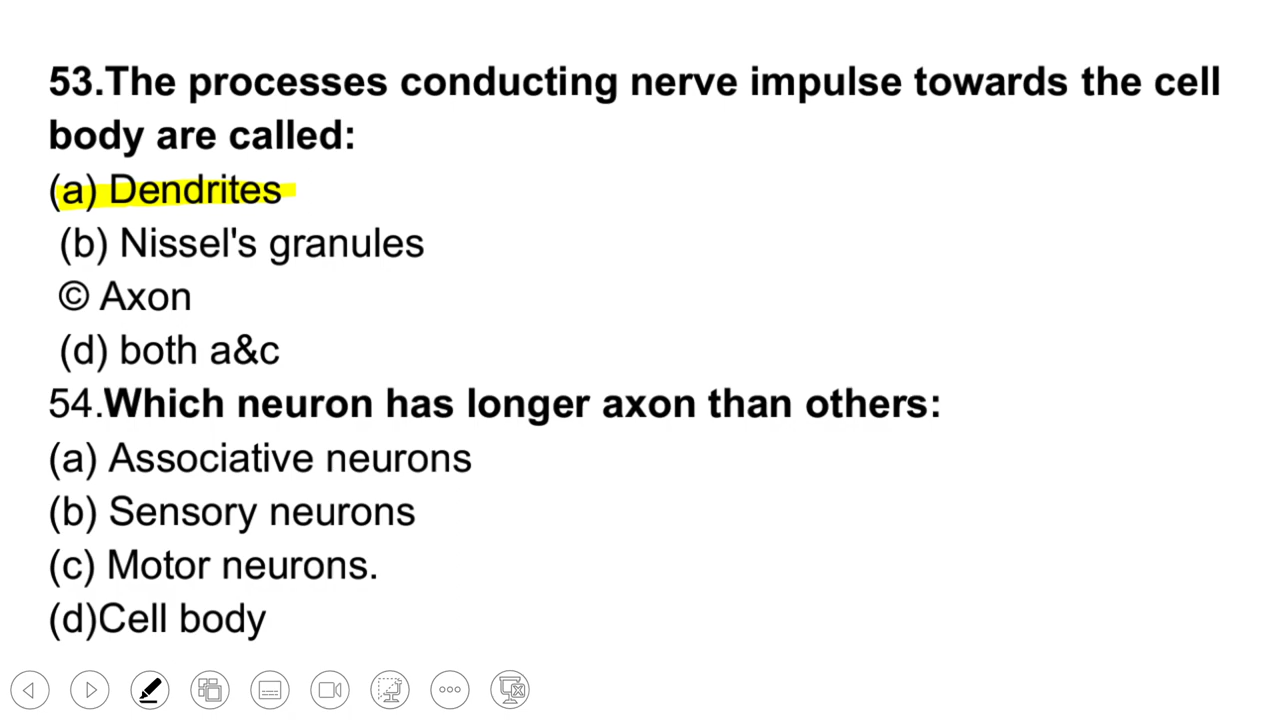 53.The processes conducting nerve impulse towards the cell
body are called:
(a) Dendrites
(b) Nissel's granules
© Axon
(d) both a&c
54.Which neuron has longer axon than others:
(a) Associative neurons
(b) Sensory neurons
(c) Motor neurons.
(d)Cell body